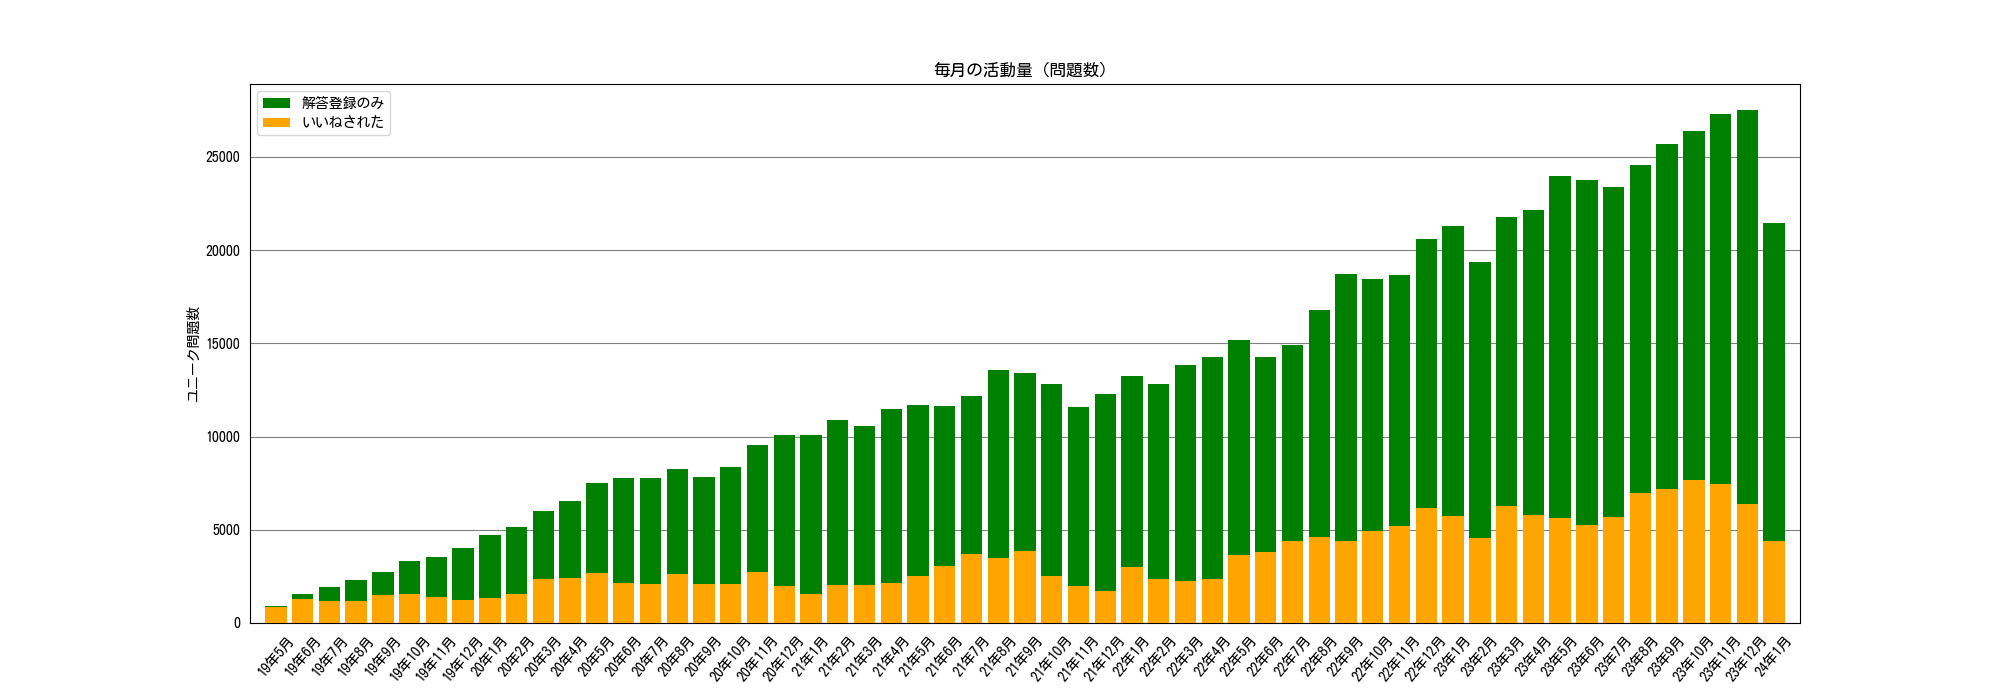 毎月の活動量（問題数）
解答登録のみ
いいねされた
ユニーク問題数
25000
20000
15000
10000
5000
0
19年5月
19年6月
19年7月
19年8月
19年9月
19年10月
19年11月
19年12月
20年1月
20年2月
20年3月
20年4月
20年5月
20年6月
20年7月
20年8月
20年9月
20年10月
20年11月
20年12月
21年1月
21年2月
21年3月
21年4月
21年5月
21年6月
21年7月
21年8月
21年9月
21年10月
21年11月
21年12月
22年1月
22年2月
22年3月
22年4月
22年5月
22年6月
22年7月
22年8月
22年9月
22年10月
22年11月
22年12月
23年1月
23年2月
23年3月
23年4月
23年5月
23年6月
23年7月
23年8月
23年9月
23年10月
23年11月
23年12月
24年1月